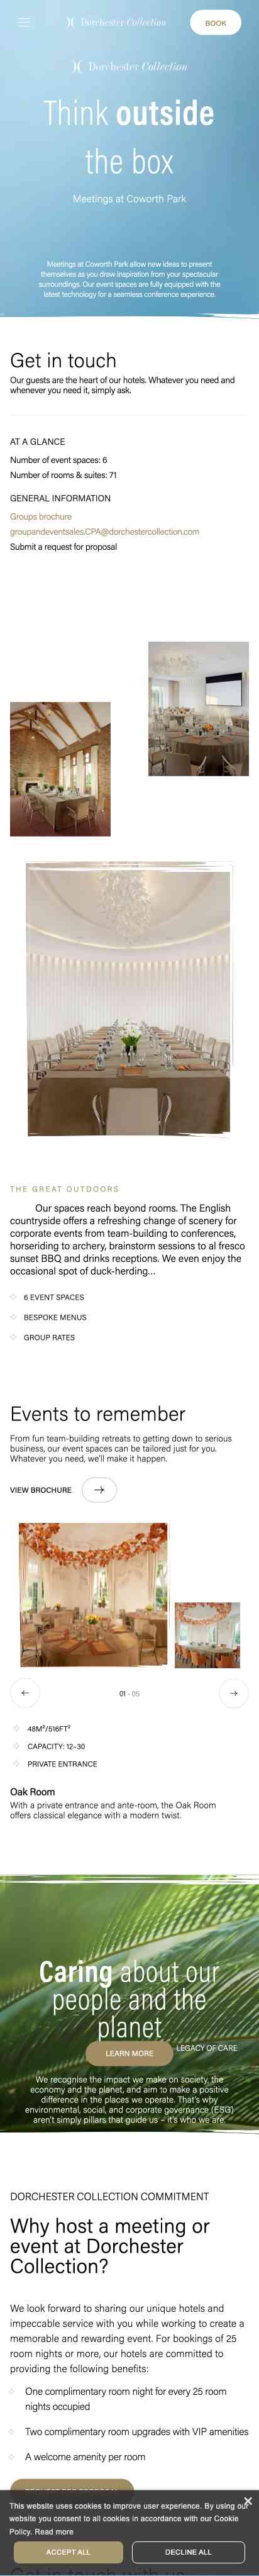 Dorchester Collection
BOOK
Dorchester Collection
Think outside
the box
Meetings at Coworth Park
Meetings at Coworth Park allow new ideas to present
themselves as you draw inspiration from your spectacular
surroundings. Our event spaces are fully equipped with the
latest technology for a seamless conference experience.
Get in touch
Our guests are the heart of our hotels. Whatever you need and
whenever you need it, simply ask.
AT A GLANCE
Number of event spaces: 6
Number of rooms & suites: 71
GENERAL INFORMATION
Groups brochure
groupandeventsales.CPA@dorchestercollection.com
Submit a request for proposal
THE GREAT OUTDOORS
Our spaces reach beyond rooms. The English
countryside offers a refreshing change of scenery for
corporate events from team-building to conferences,
horseriding to archery, brainstorm sessions to al fresco
sunset BBQ and drinks receptions. We even enjoy the
occasional spot of duck-herding...
6 EVENT SPACES
BESPOKE MENUS
GROUP RATES
Events to remember
From fun team-building retreats to getting down to serious
business, our event spaces can be tailored just for you.
Whatever you need, we'll make it happen.
VIEW BROCHURE
01 - 05
48M²/516FT²
CAPACITY: 12–30
PRIVATE ENTRANCE
Oak Room
With a private entrance and ante-room, the Oak Room
offers classical elegance with a modern twist.
Caring about our
people and the
planet
LEARN MORE
LEGACY OF CARE
We recognise the impact we make on society, the
economy and the planet, and aim to make a positive
difference in the places we operate. That's why
environmental, social, and corporate governance (ESG)
aren't simply pillars that guide us – it's who we are.
DORCHESTER COLLECTION COMMITMENT
Why host a meeting or
event at Dorchester
Collection?
We look forward to sharing our unique hotels and
impeccable service with you while working to create a
memorable and rewarding event. For bookings of 25
room nights or more, our hotels are committed to
providing the following benefits:
One complimentary room night for every 25 room
nights occupied
Two complimentary room upgrades with VIP amenities
A welcome amenity per room
This website uses cookies to improve user experience. By using our
website you consent to all cookies in accordance with our Cookie
Policy. Read more
ACCEPT ALL
DECLINE ALL